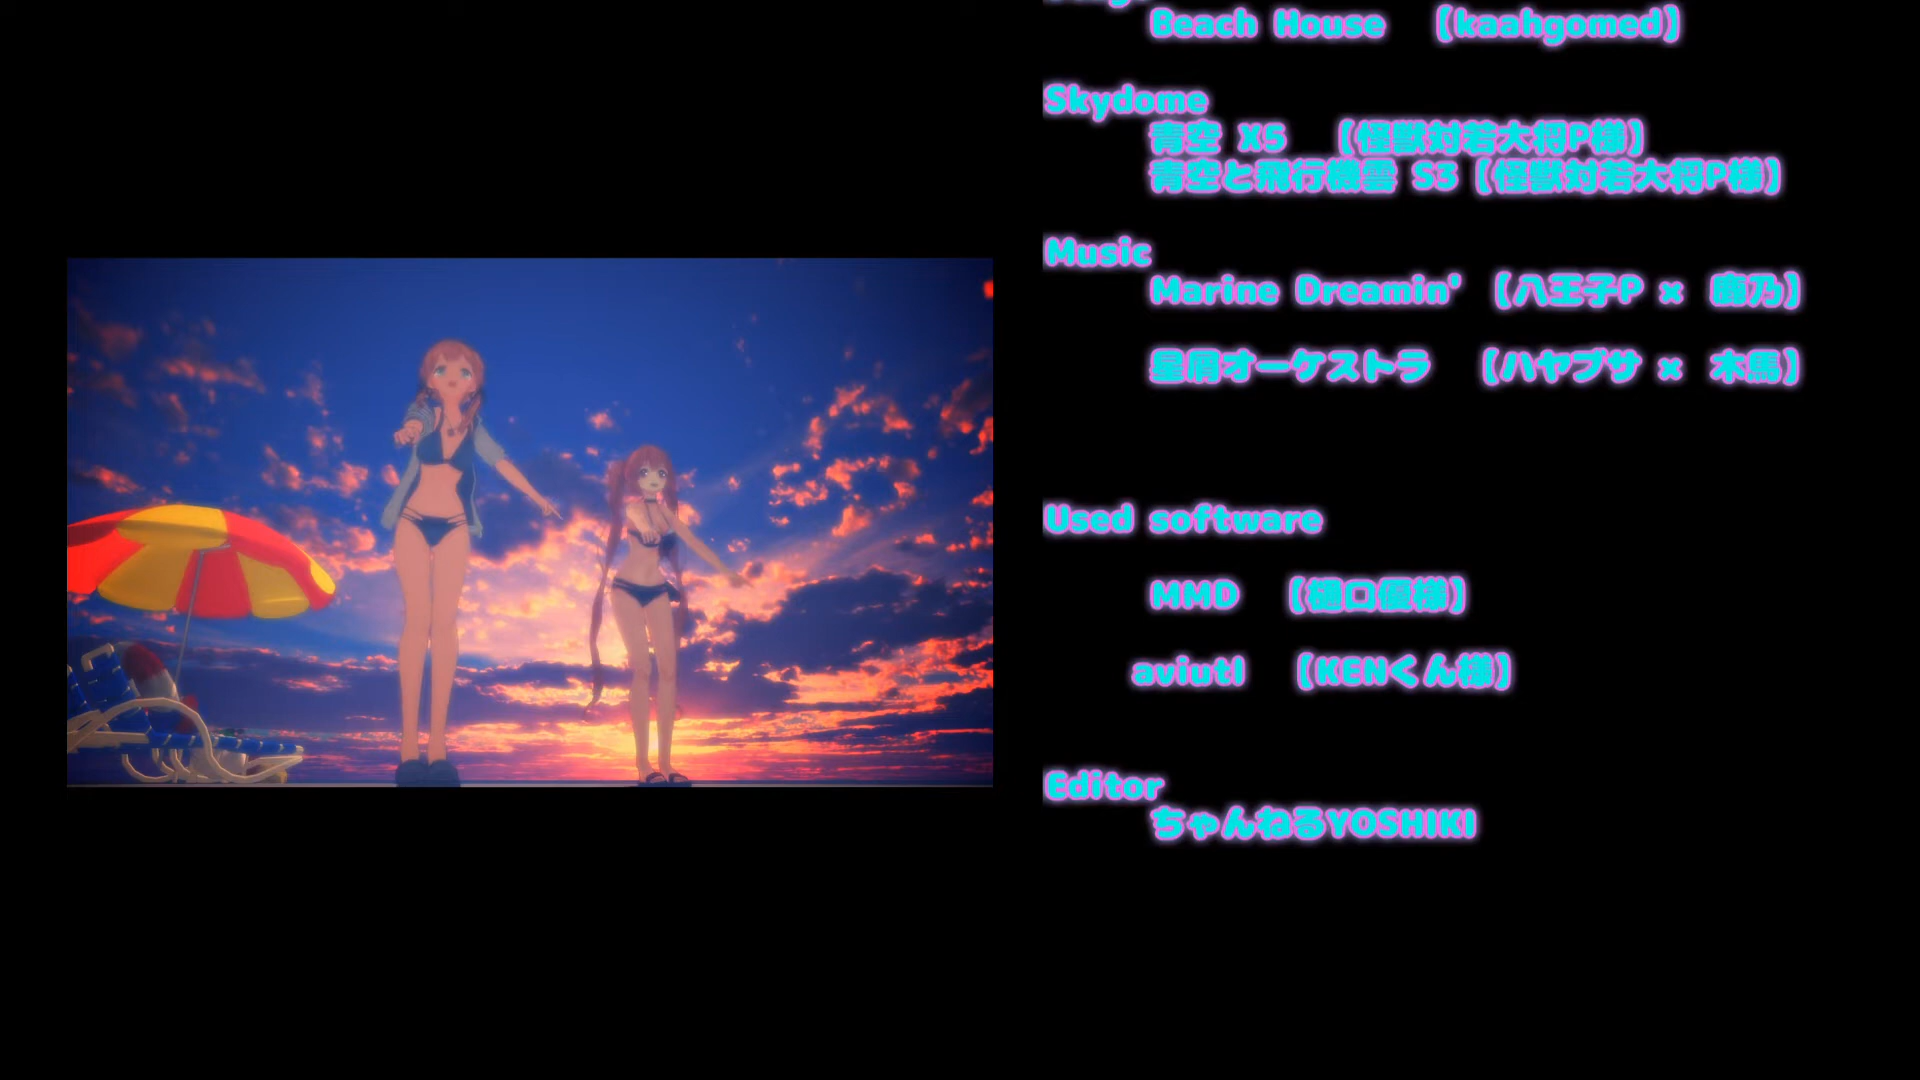 Beach House 【kaahgomed】
Skydome
青空 X5 【怪獣対若大将P様】
青空と飛行機雲 S3【怪獣対若大将P様】
Music
Marine Dreamin' 【八王子P × 鹿乃】
星屑オーケストラ 【ハヤブサ × 木馬】
Used software
MMD 【樋口優様】
aviutl 【KENくん様】
Editor
ちゃんねるYOSHIKI